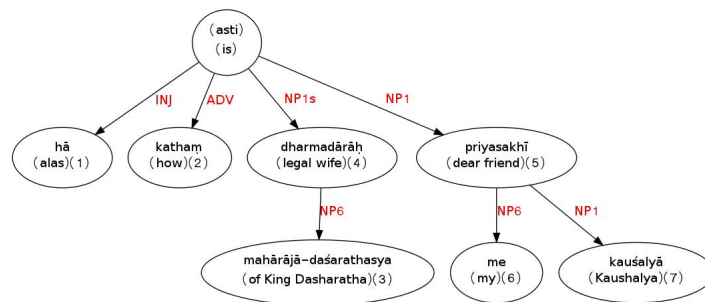 (asti)
(is)
INJ
ADV
NP1s
NP1
hā
(alas)(1)
kathaṃ
(how)(2)
dharmadārāḥ
(legal wife)(4)
priyasakhī
(dear friend)(5)
NP6
NP6
NP1
mahārājā-daśarathasya
(of King Dasharatha)(3)
me
(my)(6)
kauśalyā
(Kaushalya)(7)